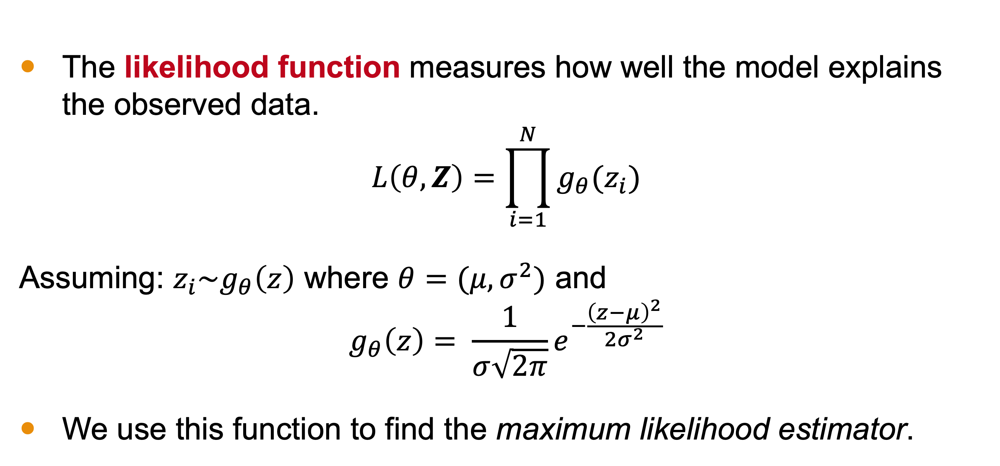 • The likelihood function measures how well the model explains
the observed data.
$L(\theta, \boldsymbol{Z}) = \prod_{i=1}^{N} g_\theta(z_i)$
Assuming: $z_i \sim g_\theta(z)$ where $\theta = (\mu, \sigma^2)$ and
$g_\theta(z) = \frac{1}{\sigma\sqrt{2\pi}} e^{-\frac{(z-\mu)^2}{2\sigma^2}}$
• We use this function to find the maximum likelihood estimator.